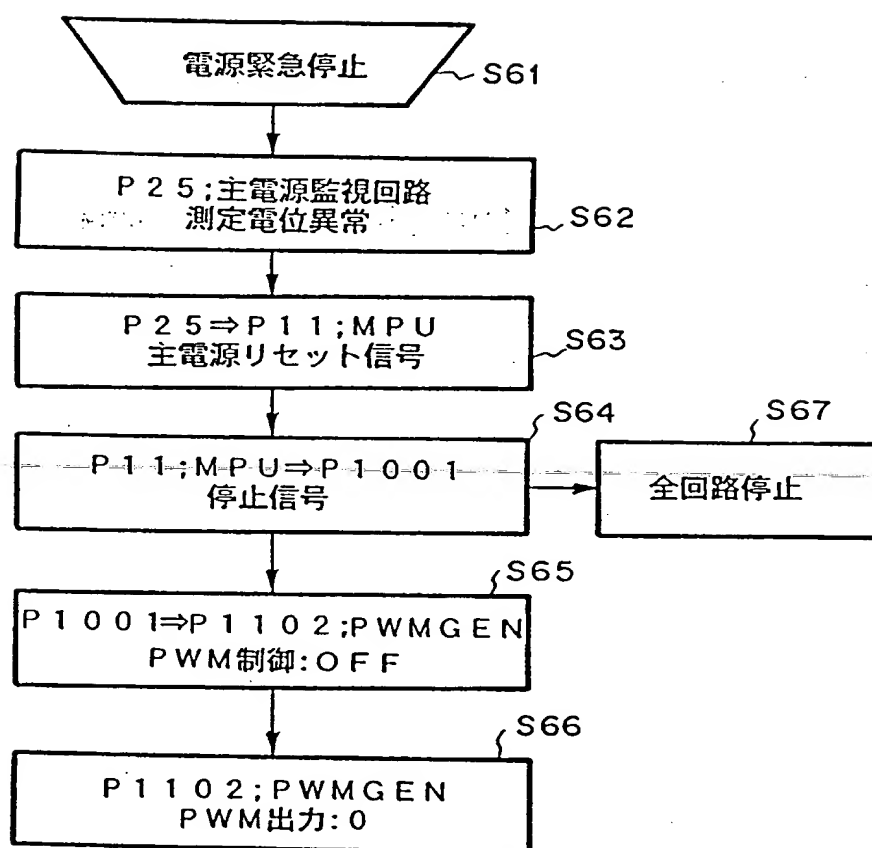 電源緊急停止
S61
P25;主電源監視回路
測定電位異常
S62
P25⇒P11;MPU
主電源リセット信号
S63
S64
P11;MPU⇒P1001
停止信号
S67
全回路停止
S65
P1001⇒P1102;PWMGEN
PWM制御:OFF
S66
P1102;PWMGEN
PWM出力:0